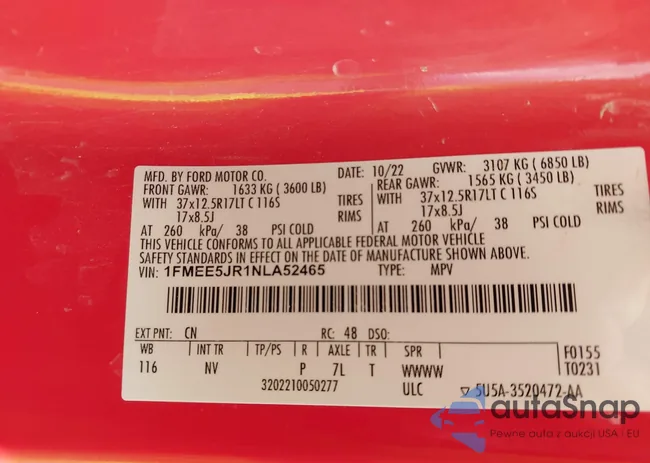 MFD. BY FORD MOTOR CO. DATE: 10/22 GVWR: 3107 KG ( 6850 LB)
FRONT GAWR: 1633 KG ( 3600 LB) REAR GAWR: 1565 KG ( 3450 LB)
WITH 37x12.5R17LT C 116S TIRES WITH 37x12.5R17LT C 116S TIRES
17x8.5J RIMS 17x8.5J RIMS
AT 260 kPa/ 38 PSI COLD AT 260 kPa/ 38 PSI COLD
THIS VEHICLE CONFORMS TO ALL APPLICABLE FEDERAL MOTOR VEHICLE
SAFETY STANDARDS IN EFFECT ON THE DATE OF MANUFACTURE SHOWN ABOVE.
VIN: 1FMEE5JR1NLA52465 TYPE: MPV
EXT PNT: CN RC: 48 DSO:
WB INT TR TP/PS R AXLE TR SPR F0155
116 NV P 7L T WWWW T0231
3202210050277 ULC 5U5A-3520472-AA
autaSnap
Pewne auta z aukcji USA · EU